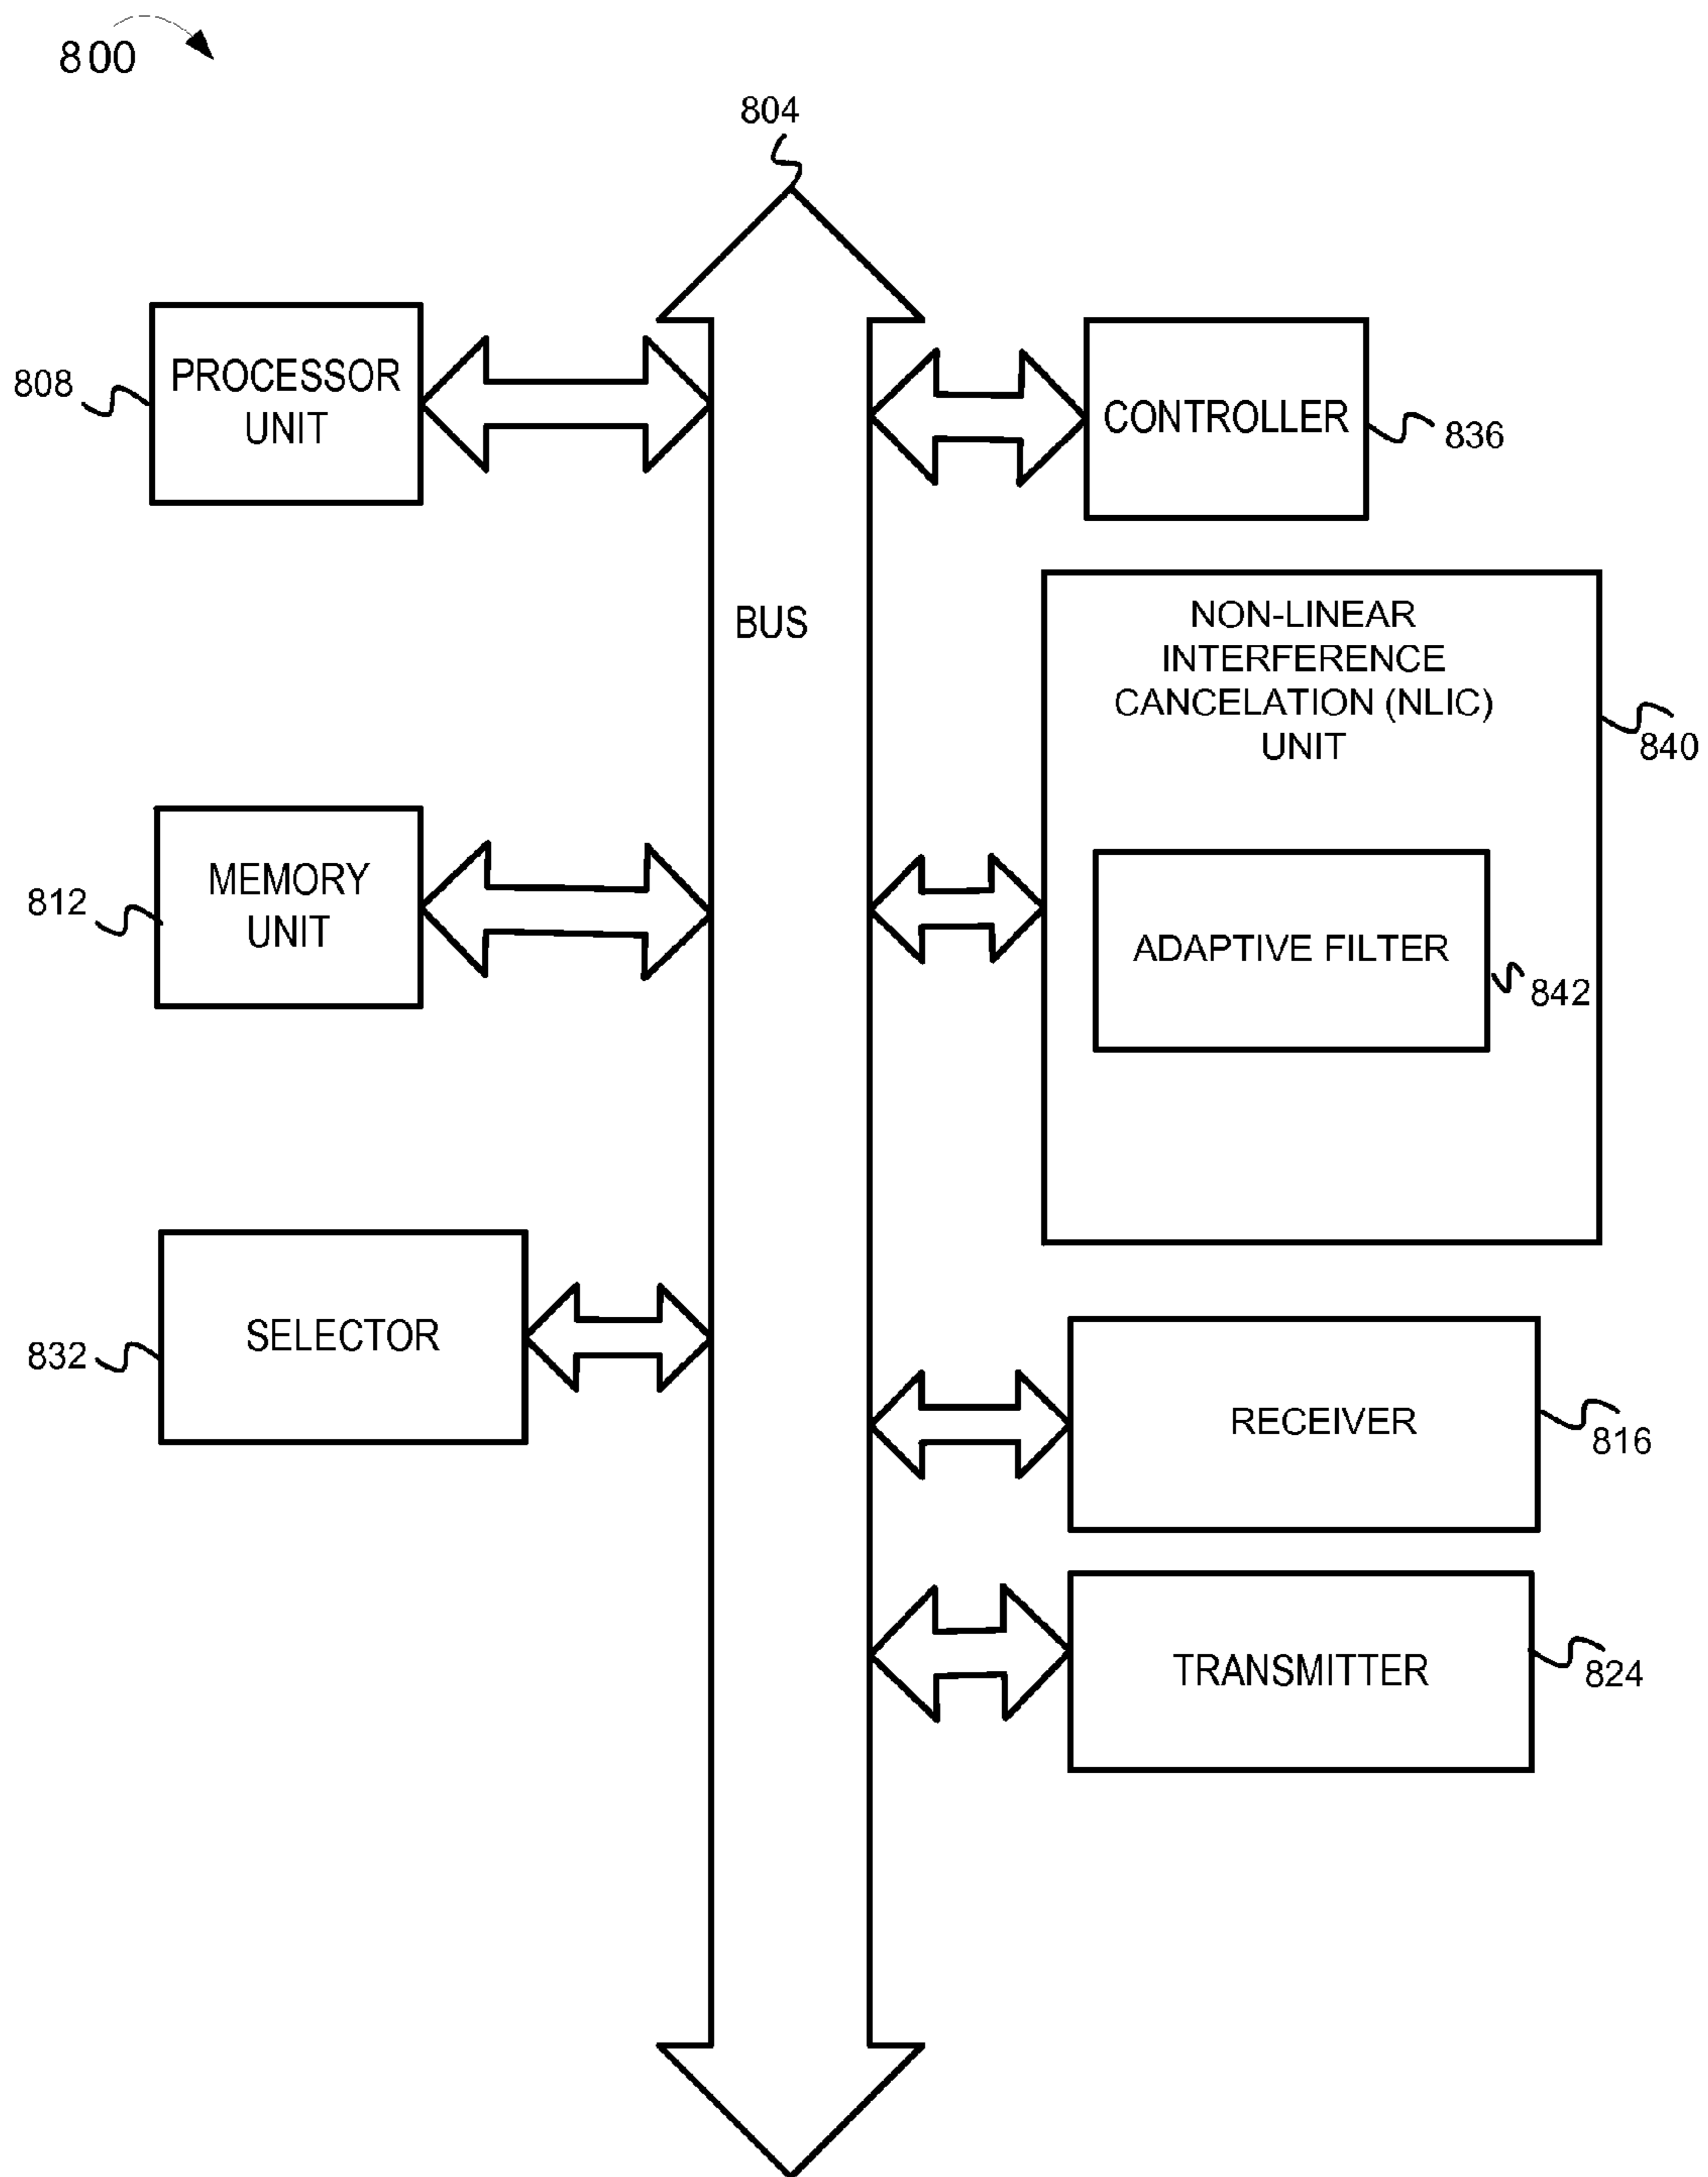 800
804
808
PROCESSOR
UNIT
CONTROLLER
836
BUS
NON-LINEAR
INTERFERENCE
CANCELATION (NLIC)
UNIT
840
812
MEMORY
UNIT
ADAPTIVE FILTER
842
832
SELECTOR
RECEIVER
816
TRANSMITTER
824